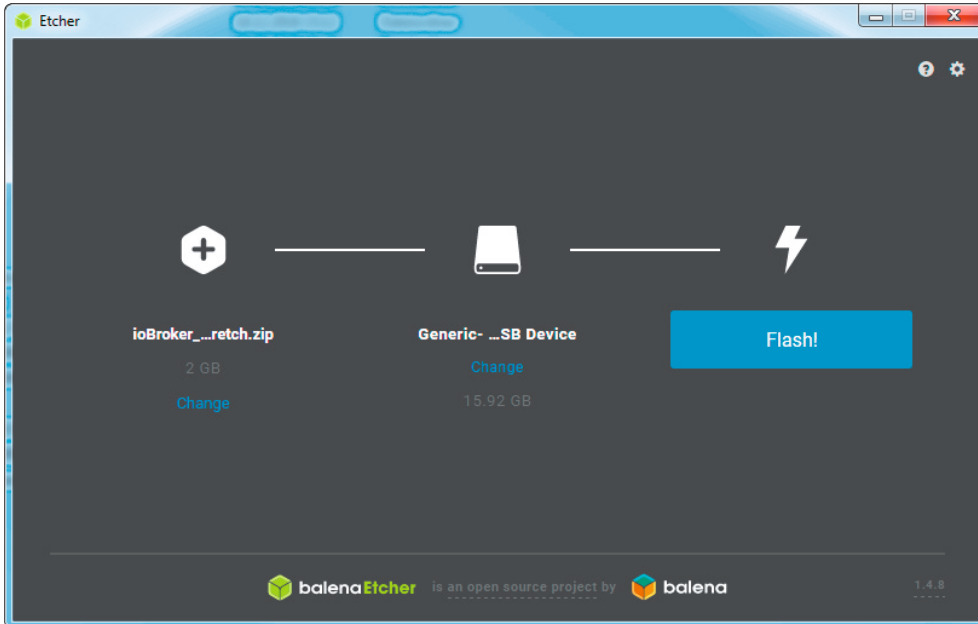 Etcher
ioBroker_...retch.zip
2 GB
Change
Generic- ...SB Device
Change
15.92 GB
Flash!
balenaEtcher is an open source project by balena
1.4.8